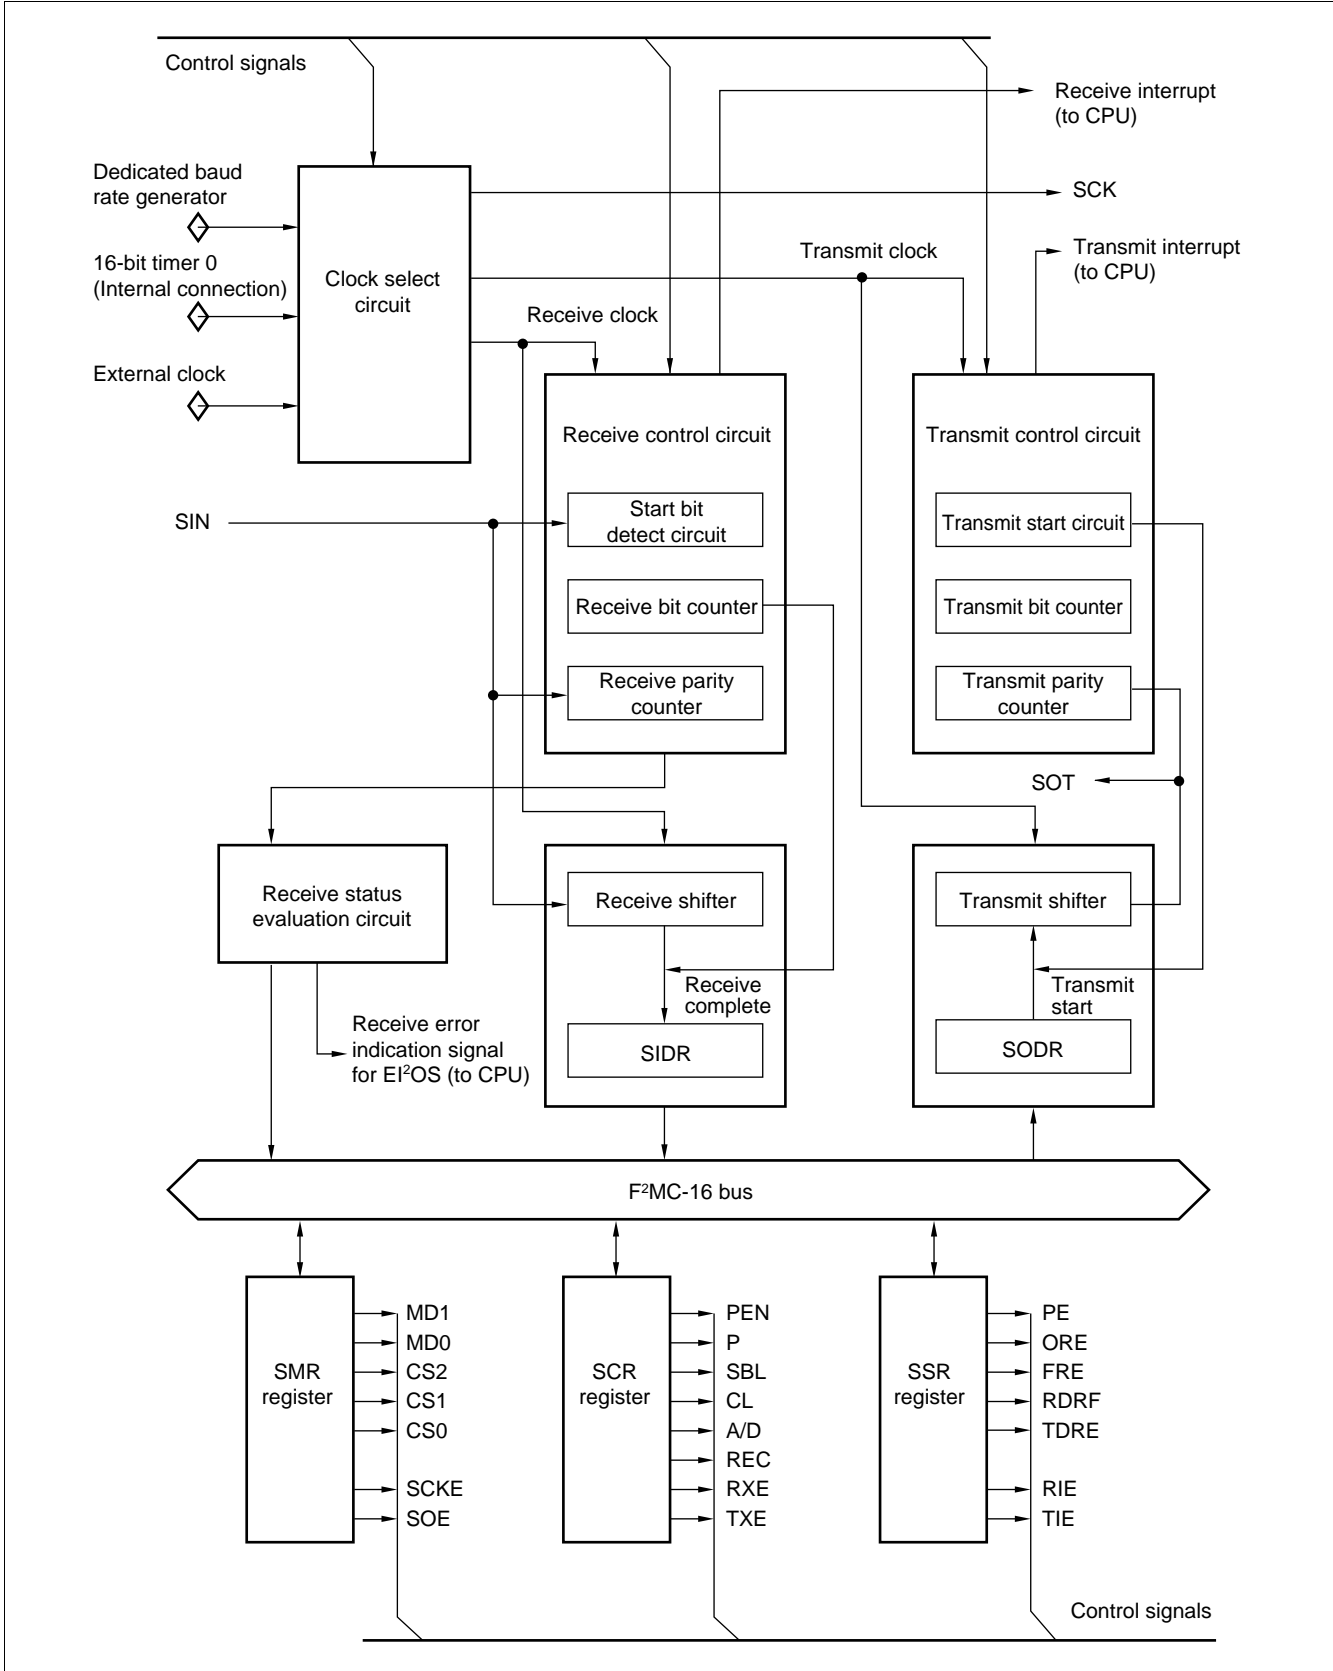 Control signals
Receive interrupt
(to CPU)
Dedicated baud
rate generator
SCK
16-bit timer 0
(Internal connection)
Clock select
circuit
Transmit clock
Transmit interrupt
(to CPU)
Receive clock
External clock
Receive control circuit
Transmit control circuit
SIN
Start bit
detect circuit
Transmit start circuit
Receive bit counter
Transmit bit counter
Receive parity
counter
Transmit parity
counter
SOT
Receive status
evaluation circuit
Receive shifter
Transmit shifter
Receive
complete
Transmit
start
Receive error
indication signal
for EI²OS (to CPU)
SIDR
SODR
F²MC-16 bus
SMR
register
MD1
MD0
CS2
CS1
CS0
SCKE
SOE
SCR
register
PEN
P
SBL
CL
A/D
REC
RXE
TXE
SSR
register
PE
ORE
FRE
RDRF
TDRE
RIE
TIE
Control signals